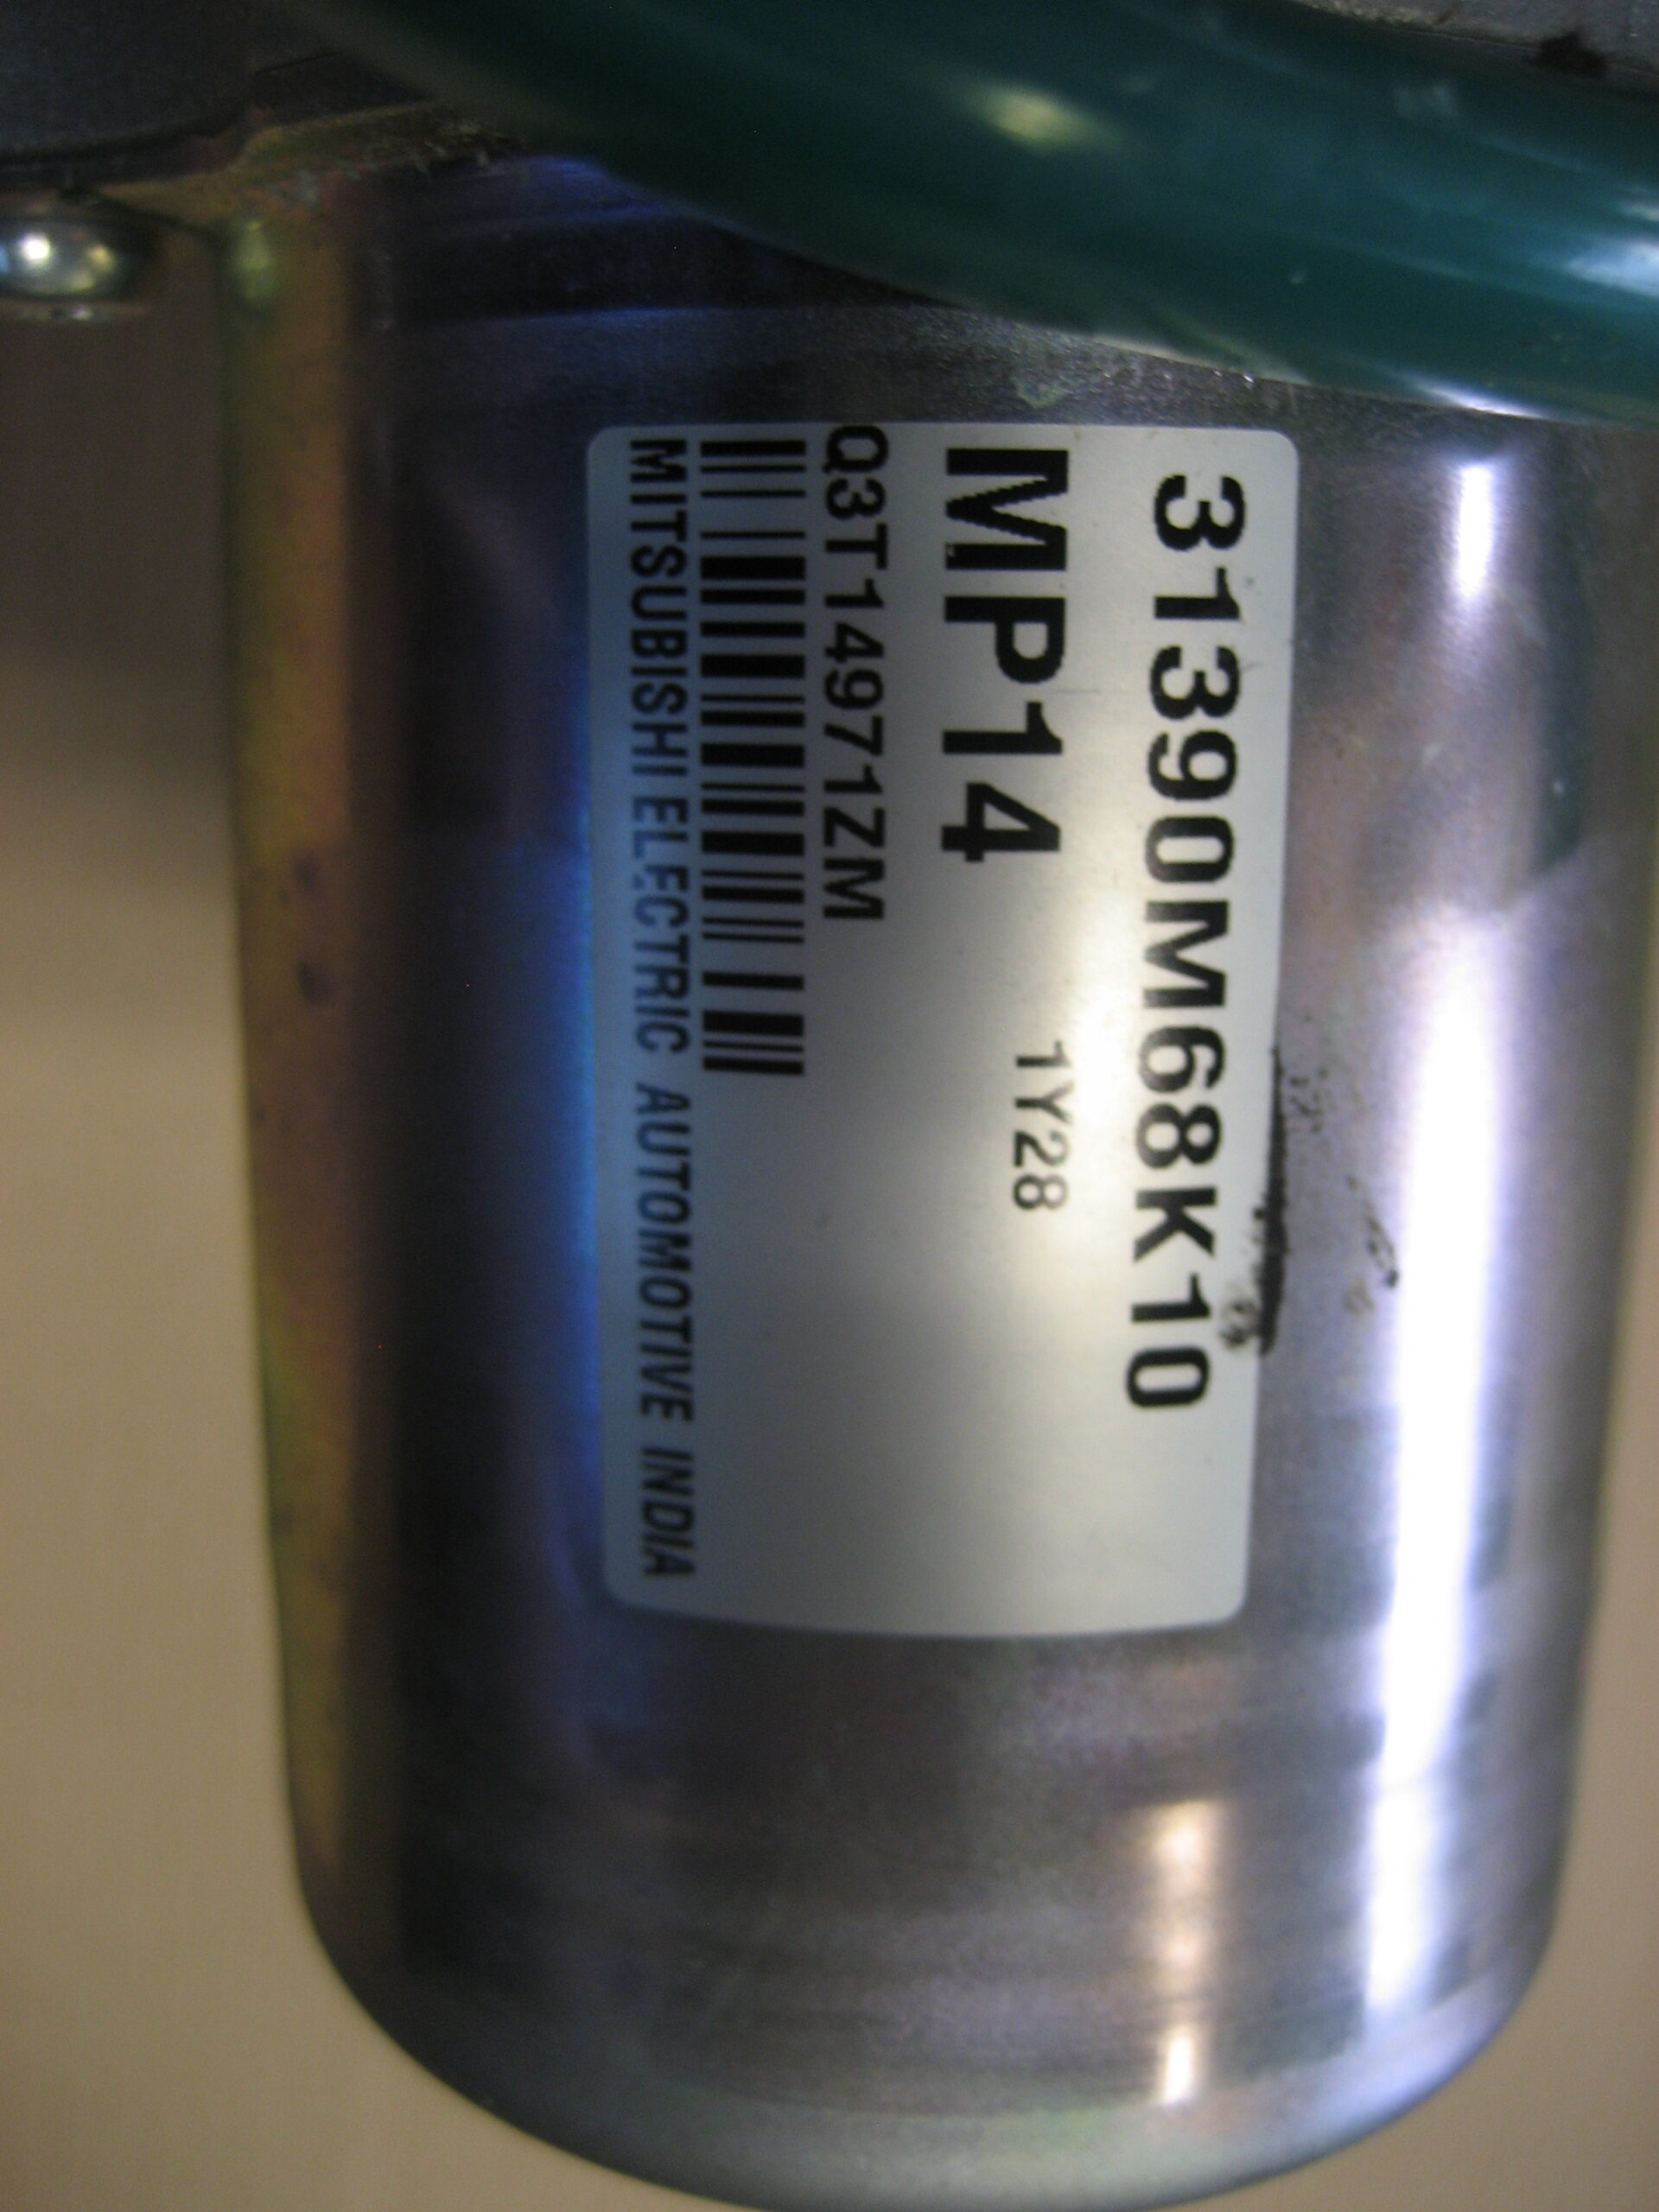 31390M68K10
MP14
1Y28
Q3T14971ZM
MITSUBISHI ELECTRIC AUTOMOTIVE INDIA